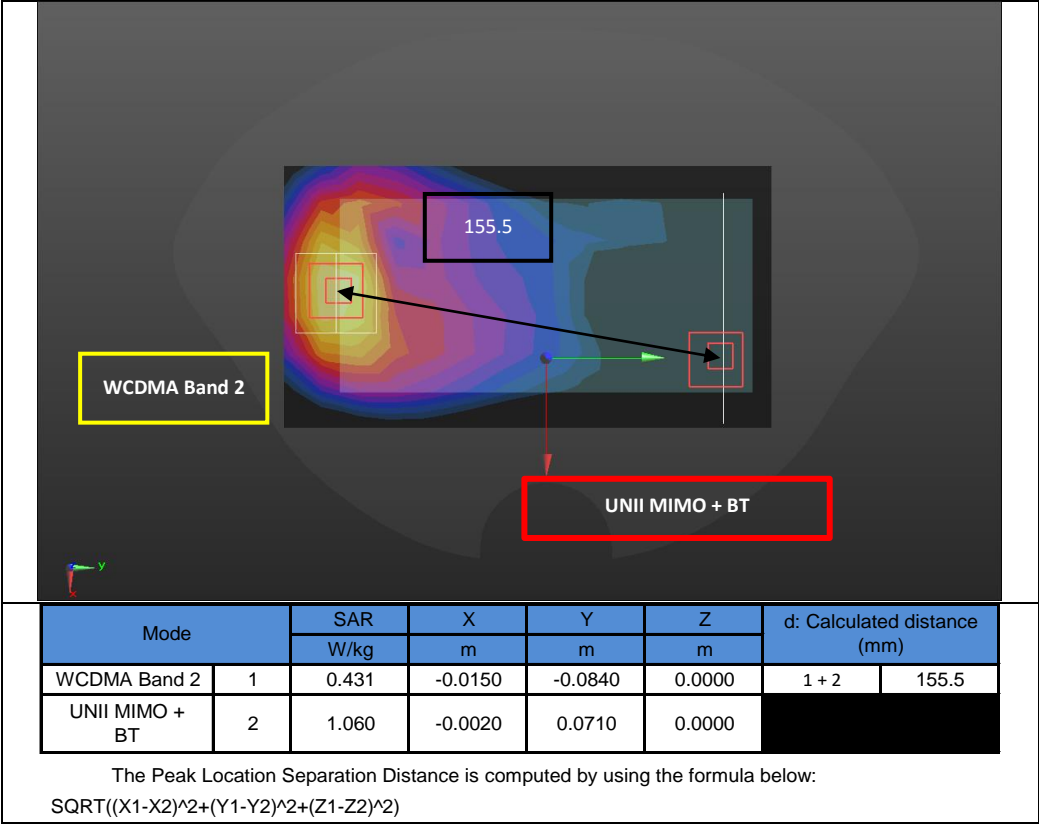 155.5
WCDMA Band 2
UNII MIMO + BT
y
x
Mode SAR X Y Z d: Calculated distance (mm)
W/kg m m m
WCDMA Band 2 1 0.431 -0.0150 -0.0840 0.0000 1 + 2 155.5
UNII MIMO +
BT 2 1.060 -0.0020 0.0710 0.0000
The Peak Location Separation Distance is computed by using the formula below:
SQRT((X1-X2)^2+(Y1-Y2)^2+(Z1-Z2)^2)